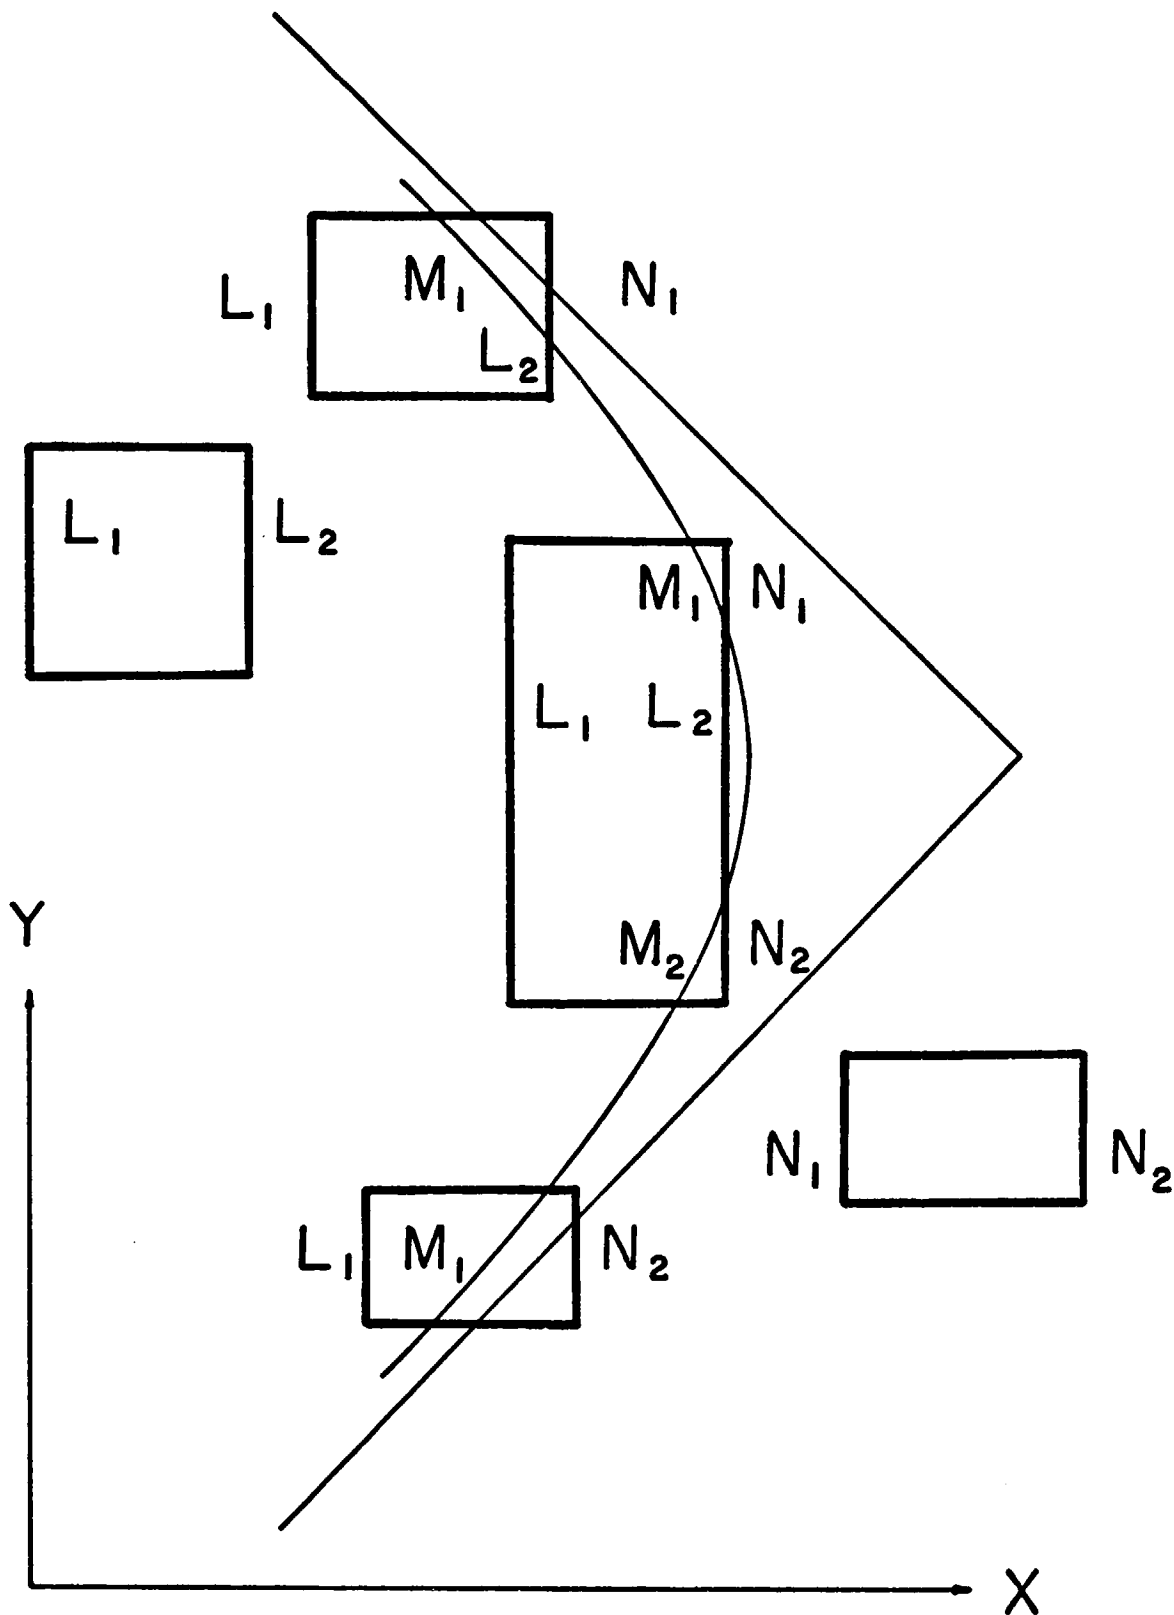 M₁ N₁
L₁
L₂
L₁ L₂
M₁ N₁
L₁ L₂
Y
M₂ N₂
N₁ N₂
L₁ M₁ N₂
X